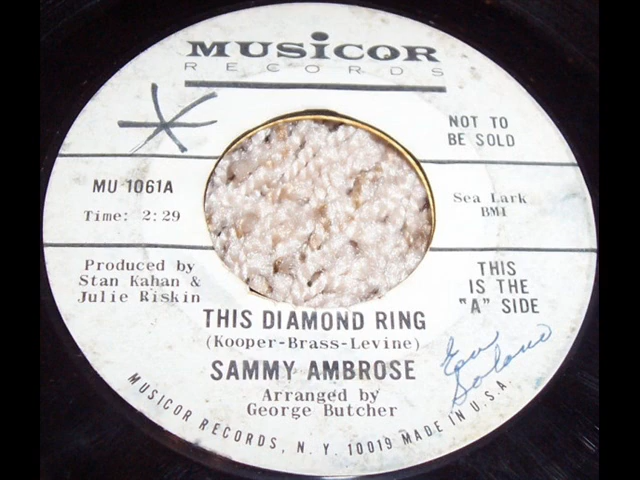 MUSICOR
RECORDS
NOT TO
BE SOLD
MU-1061A
Time: 2:29
Sea Lark
BMI
Produced by
Stan Kahan &
Julie Riskin
THIS
IS THE
"A" SIDE
THIS DIAMOND RING
(Kooper-Brass-Levine)
SAMMY AMBROSE
Arranged by
George Butcher
MUSICOR RECORDS, N. Y. 10019 MADE IN U.S.A.